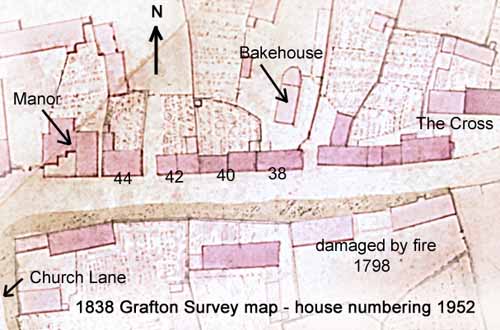 N
Bakehouse
Manor
The Cross
44
42
40
38
damaged by fire
1798
Church Lane
1838 Grafton Survey map - house numbering 1952